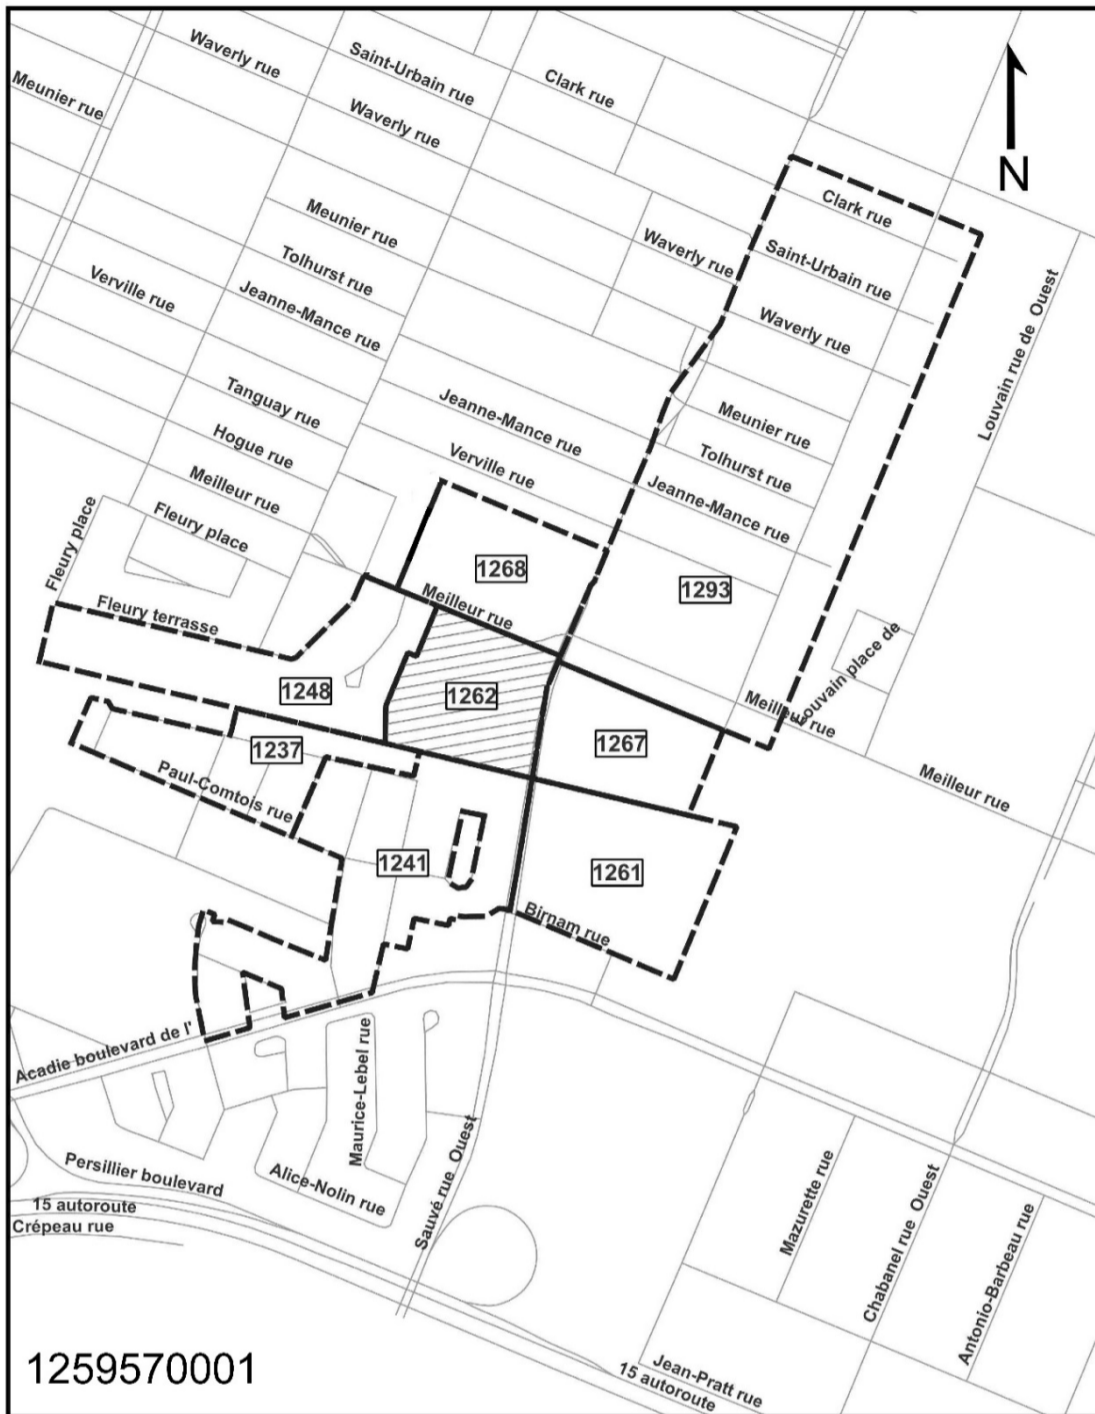 Waverly rue
Saint-Urbain rue
Clark rue
Meunier rue
Waverly rue
N
Clark rue
Meunier rue
Waverly rue
Saint-Urbain rue
Tolhurst rue
Verville rue
Jeanne-Mance rue
Waverly rue
Louvain rue de Ouest
Tanguay rue
Jeanne-Mance rue
Meunier rue
Hogue rue
Verville rue
Tolhurst rue
Meilleur rue
Jeanne-Mance rue
Fleury place
Fleury place
1268
1293
Fleury terrasse
Meilleur rue
Louvain place de
1248
1262
Meilleur rue
1237
1267
Paul-Comtois rue
Meilleur rue
1241
1261
Birnam rue
Acadie boulevard de l'
Maurice-Lebel rue
Persillier boulevard
Alice-Nolin rue
Sauvé rue Ouest
Mazurette rue
Chabanel rue Ouest
Antonio-Barbeau rue
15 autoroute
Crépeau rue
Jean-Pratt rue
15 autoroute
1259570001